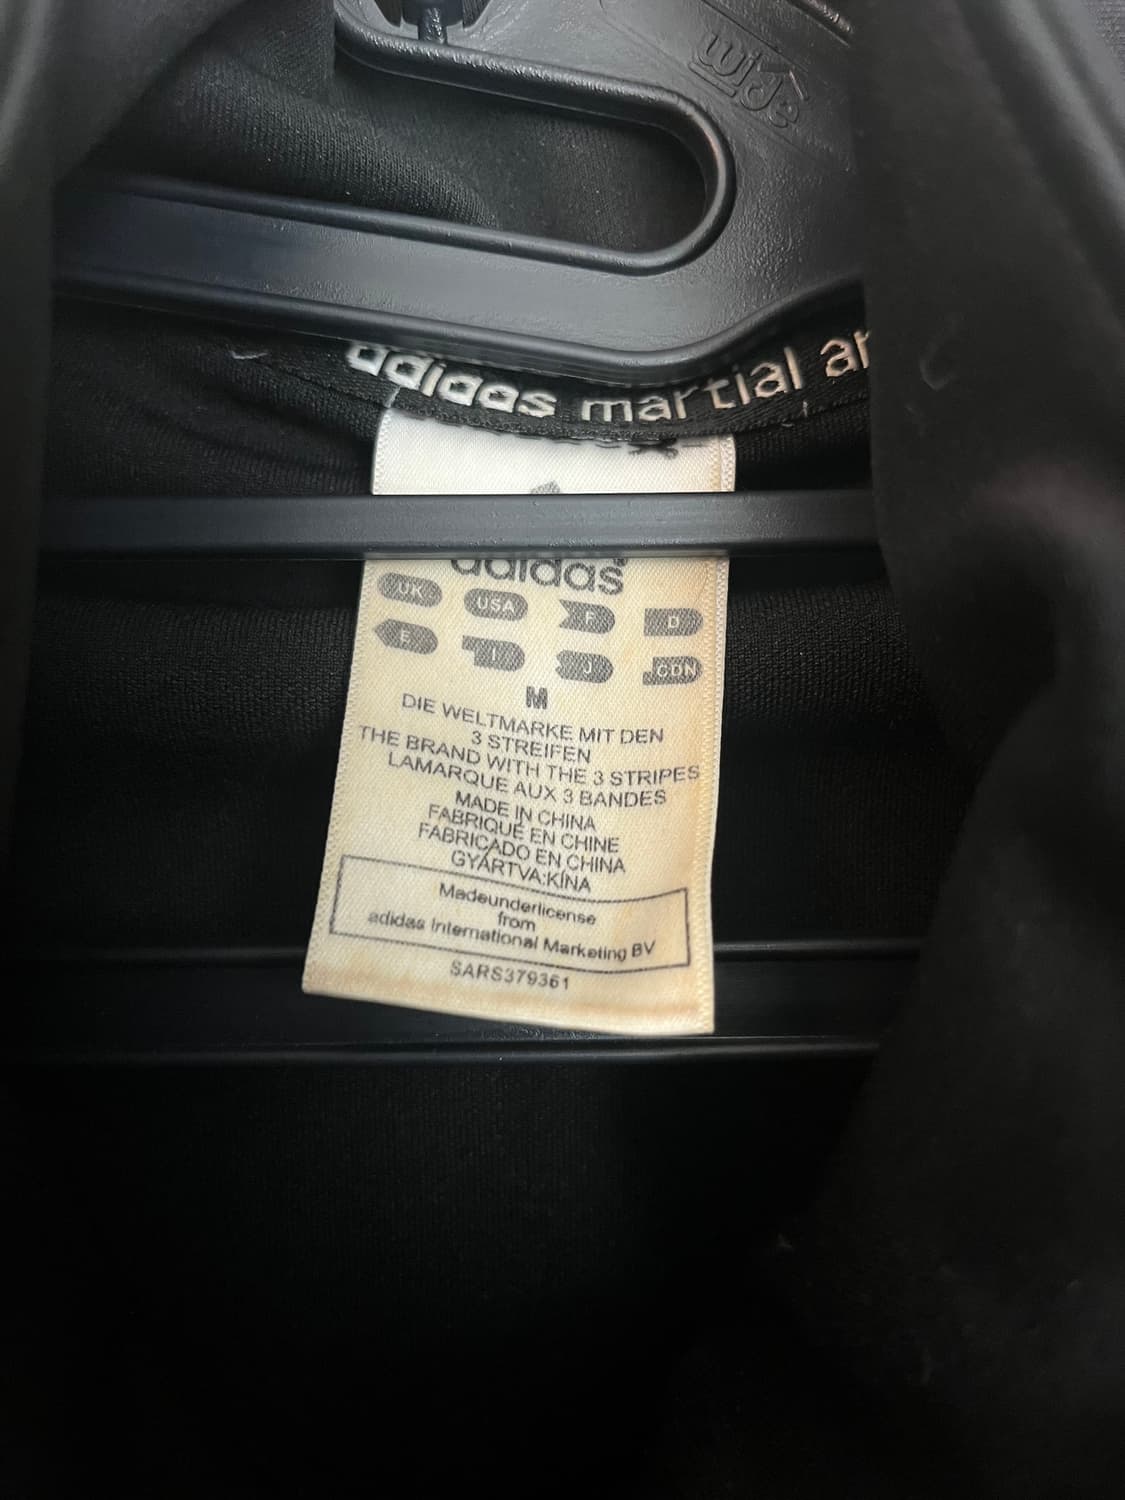 wide
adidas martial ar
adidas
UK USA F D
E I J CDN
M
DIE WELTMARKE MIT DEN
3 STREIFEN
THE BRAND WITH THE 3 STRIPES
LAMARQUE AUX 3 BANDES
MADE IN CHINA
FABRIQUÉ EN CHINE
FABRICADO EN CHINA
GYÁRTVA:KÍNA
Madeunderlicense
from
adidas International Marketing BV
SARS379361